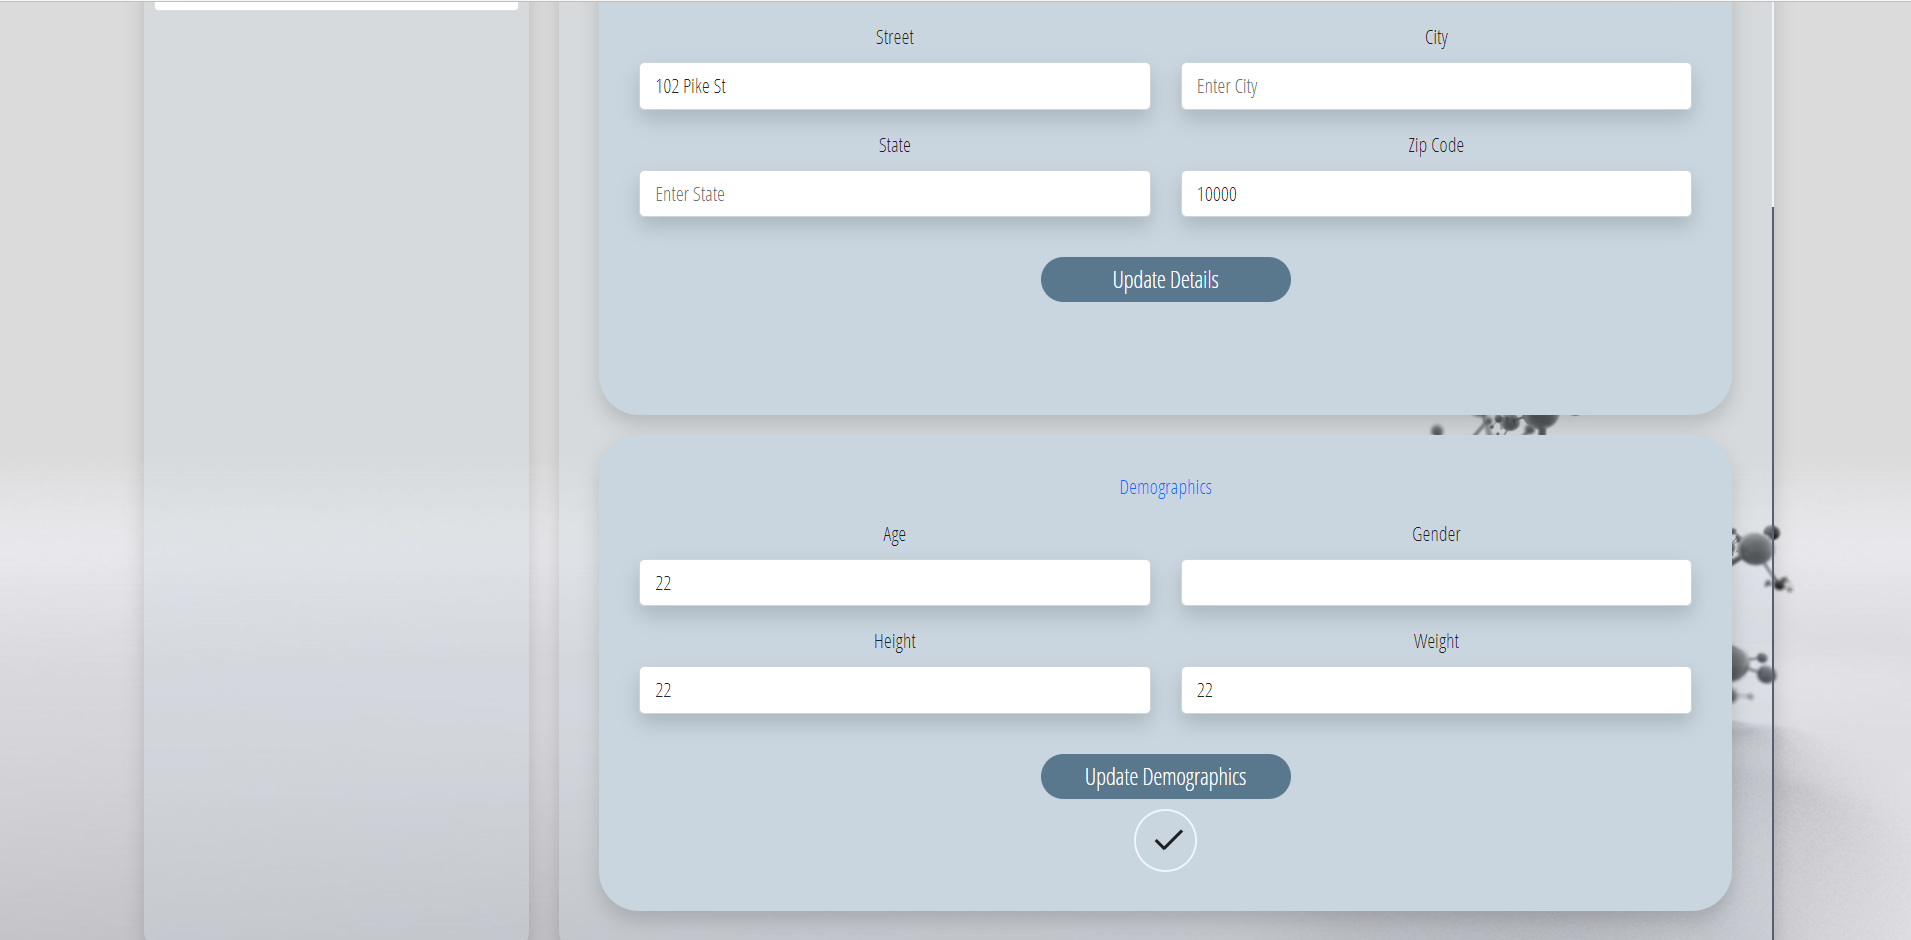 Street
City
102 Pike St
Enter City
State
Zip Code
Enter State
10000
Update Details
Demographics
Age
Gender
22
Height
Weight
22
22
Update Demographics